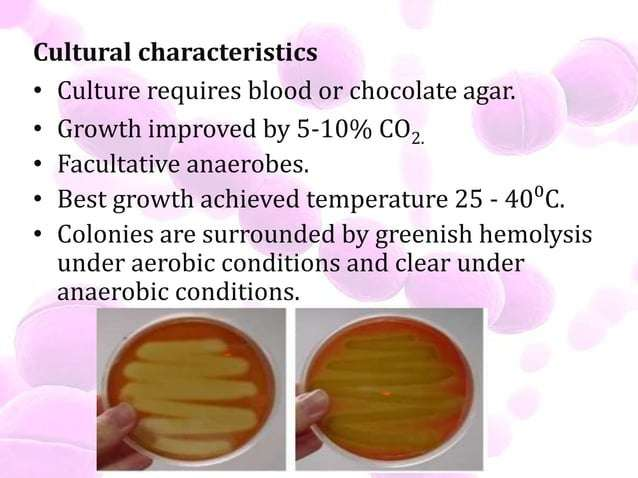 Cultural characteristics
• Culture requires blood or chocolate agar.
• Growth improved by 5-10% CO₂.
• Facultative anaerobes.
• Best growth achieved temperature 25 - 40⁰C.
• Colonies are surrounded by greenish hemolysis
under aerobic conditions and clear under
anaerobic conditions.